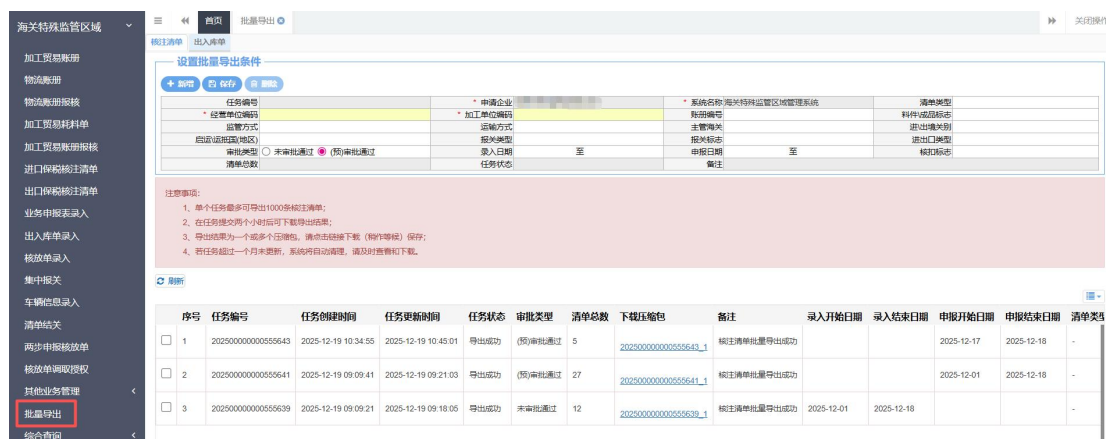 海关特殊监管区域
首页 批量导出
关闭操作
核注清单 出入库单
加工贸易账册
物流账册
物流账册报核
加工贸易耗料单
加工贸易账册报核
进口保税核注清单
出口保税核注清单
业务申报表录入
出入库单录入
核放单录入
集中报关
车辆信息录入
清单结关
两步申报核放单
核放单调取授权
其他业务管理
批量导出
综合查询
设置批量导出条件
新增 保存 删除
任务编号 * 申请企业 * 系统名称 海关特殊监管区域管理系统 清单类型
* 经营单位编码 * 加工单位编码 账册编号 料件\成品标志
监管方式 运输方式 主管海关 进\出境关别
启运\运抵国(地区) 报关类型 报关标志 进出口类型
审批类型 未审批通过 (预)审批通过 录入日期 至 申报日期 至 核扣标志
清单总数 任务状态 备注
注意事项:
1、单个任务最多可导出1000条核注清单;
2、在任务提交两个小时后可下载导出结果;
3、导出结果为一个或多个压缩包，请点击链接下载（稍作等候）保存;
4、若任务超过一个月未更新，系统将自动清理，请及时查看和下载。
刷新
序号 任务编号 任务创建时间 任务更新时间 任务状态 审批类型 清单总数 下载压缩包 备注 录入开始日期 录入结束日期 申报开始日期 申报结束日期 清单类型
1 202500000000555643 2025-12-19 10:34:55 2025-12-19 10:45:01 导出成功 (预)审批通过 5 202500000000555643_1 核注清单批量导出成功 2025-12-17 2025-12-18 -
2 202500000000555641 2025-12-19 09:09:41 2025-12-19 09:21:03 导出成功 (预)审批通过 27 202500000000555641_1 核注清单批量导出成功 2025-12-01 2025-12-18 -
3 202500000000555639 2025-12-19 09:09:21 2025-12-19 09:18:05 导出成功 未审批通过 12 202500000000555639_1 核注清单批量导出成功 2025-12-01 2025-12-18 -